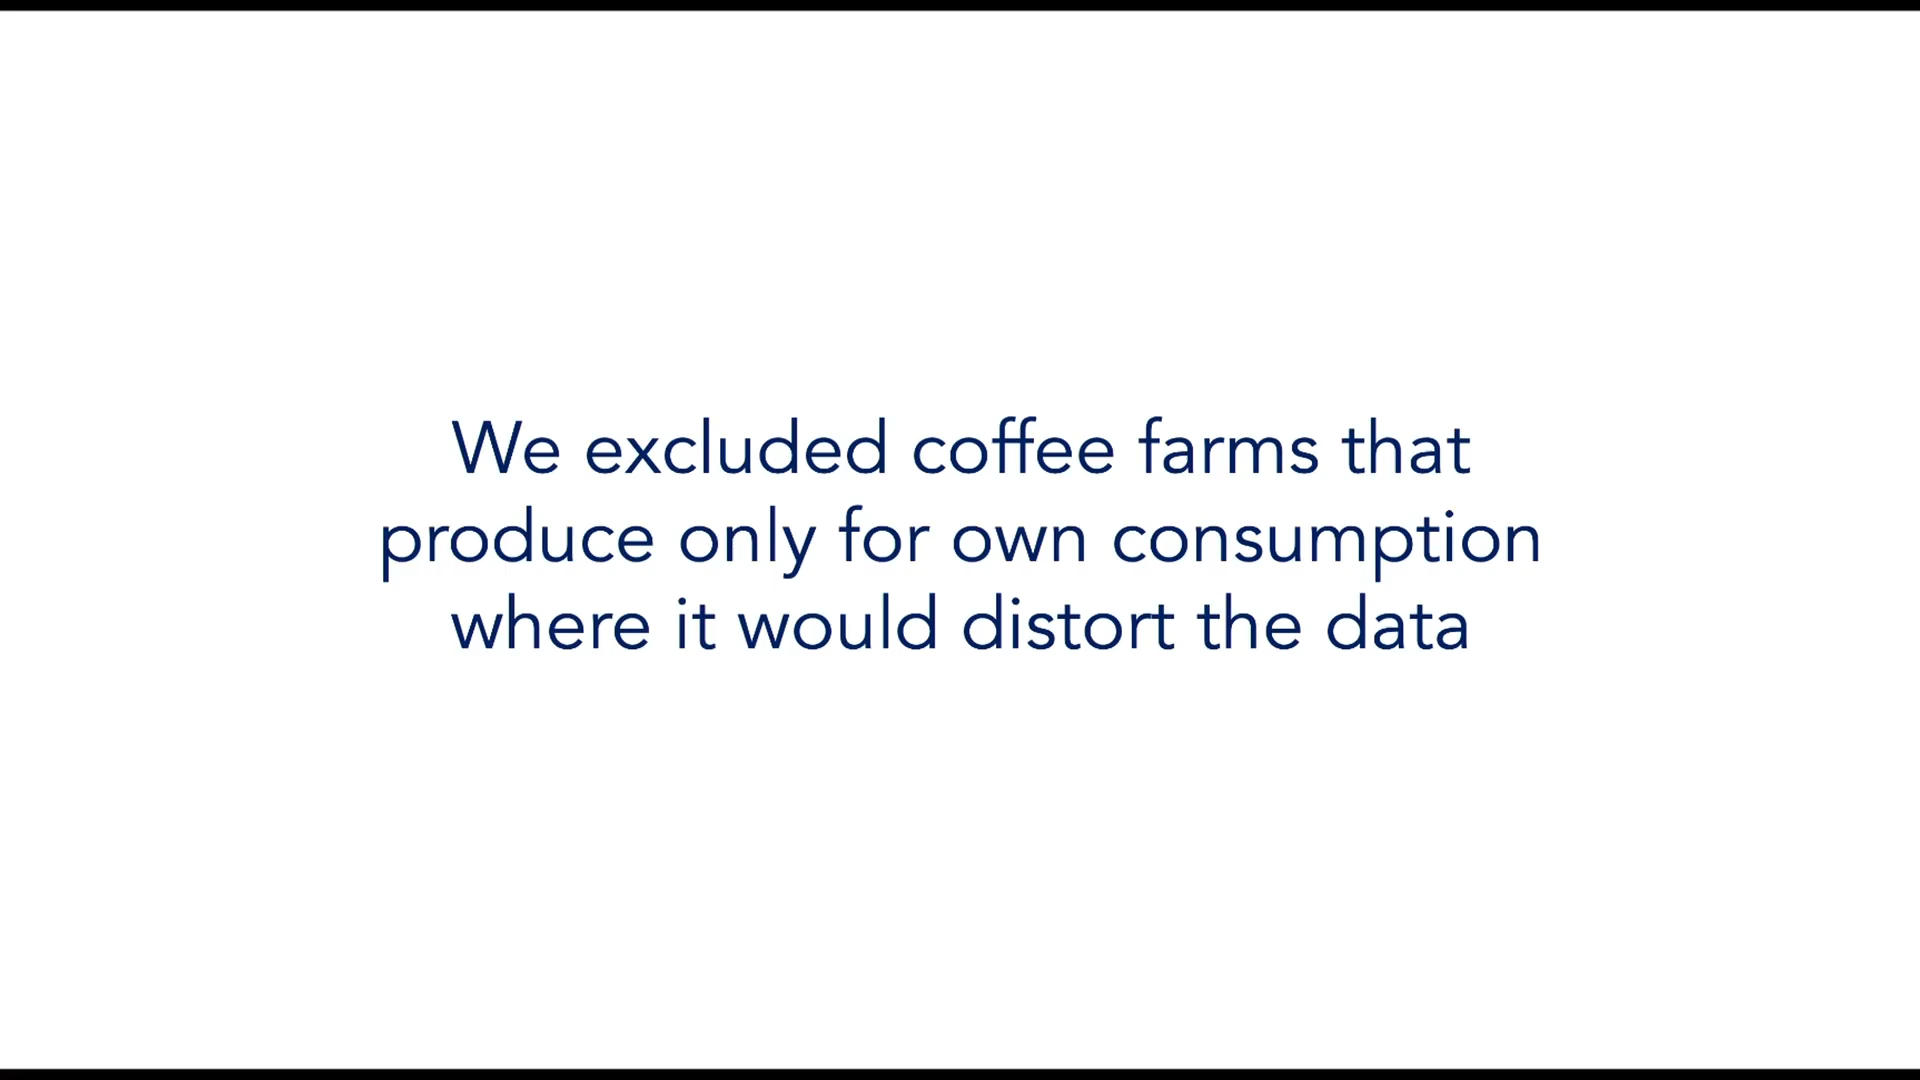 We excluded coffee farms that
produce only for own consumption
where it would distort the data